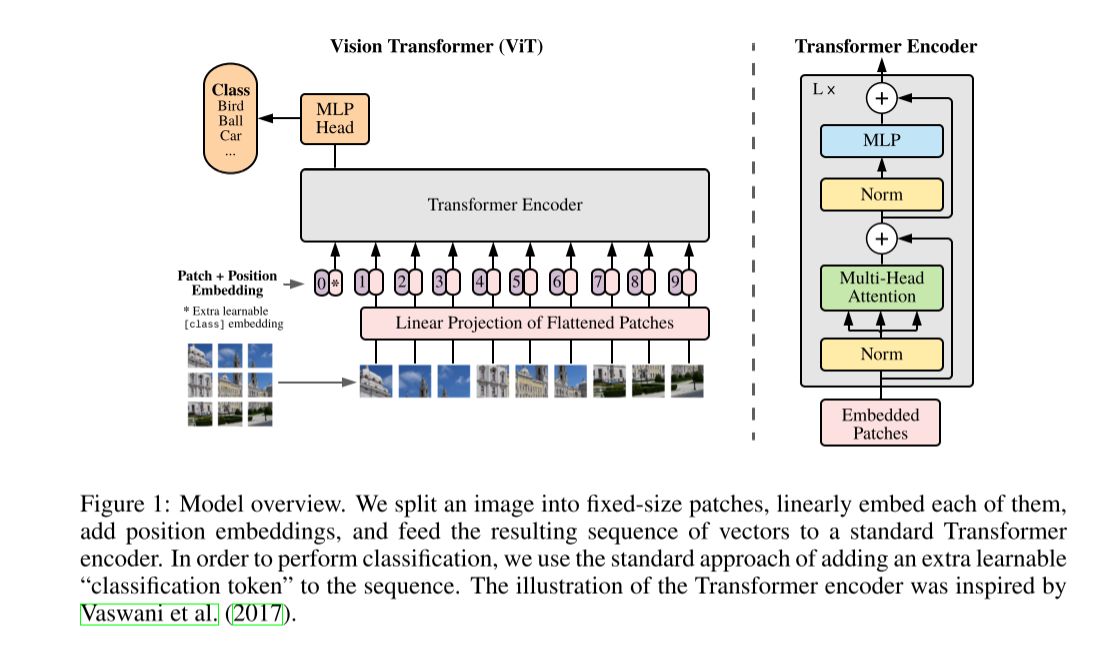 Vision Transformer (ViT)
Class
Bird
Ball
Car
...
MLP
Head
Transformer Encoder
Patch + Position
Embedding
0 * 1 2 3 4 5 6 7 8 9
* Extra learnable
[class] embedding
Linear Projection of Flattened Patches
Transformer Encoder
L x
+
MLP
Norm
+
Multi-Head
Attention
Norm
Embedded
Patches
Figure 1: Model overview. We split an image into fixed-size patches, linearly embed each of them,
add position embeddings, and feed the resulting sequence of vectors to a standard Transformer
encoder. In order to perform classification, we use the standard approach of adding an extra learnable
“classification token” to the sequence. The illustration of the Transformer encoder was inspired by
Vaswani et al. (2017).